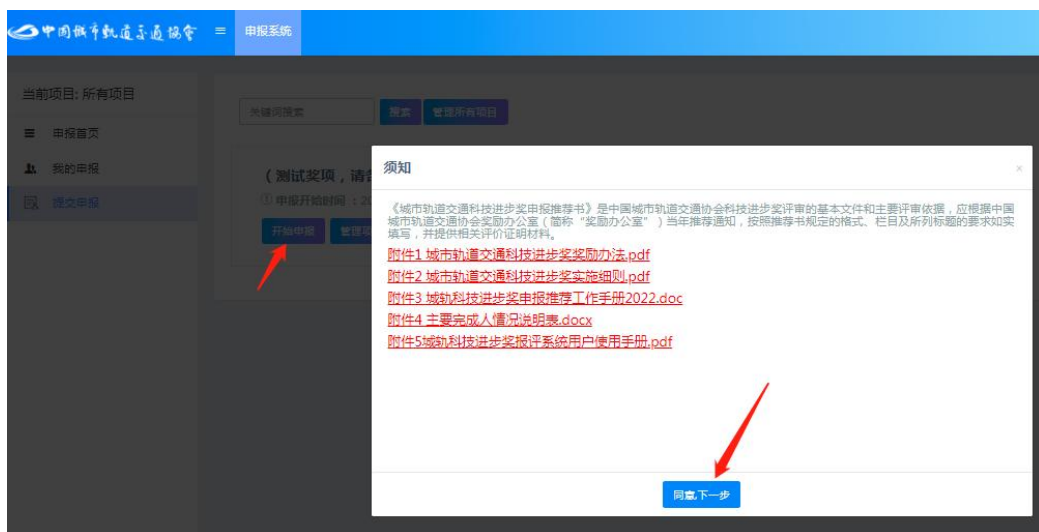 中国城市轨道交通协会
申报系统
当前项目: 所有项目
申报首页
我的申报
提交申报
关键词搜索
搜索
管理所有项目
(测试奖项，请
申报开始时间：20
开始申报
管理
须知
《城市轨道交通科技进步奖申报推荐书》是中国城市轨道交通协会科技进步奖评审的基本文件和主要评审依据，应根据中国
城市轨道交通协会奖励办公室（简称“奖励办公室”）当年推荐通知，按照推荐书规定的格式、栏目及所列标题的要求如实
填写，并提供相关评价证明材料。
附件1 城市轨道交通科技进步奖奖励办法.pdf
附件2 城市轨道交通科技进步奖实施细则.pdf
附件3 城轨科技进步奖申报推荐工作手册2022.doc
附件4 主要完成人情况说明表.docx
附件5城轨科技进步奖报评系统用户使用手册.pdf
同意,下一步